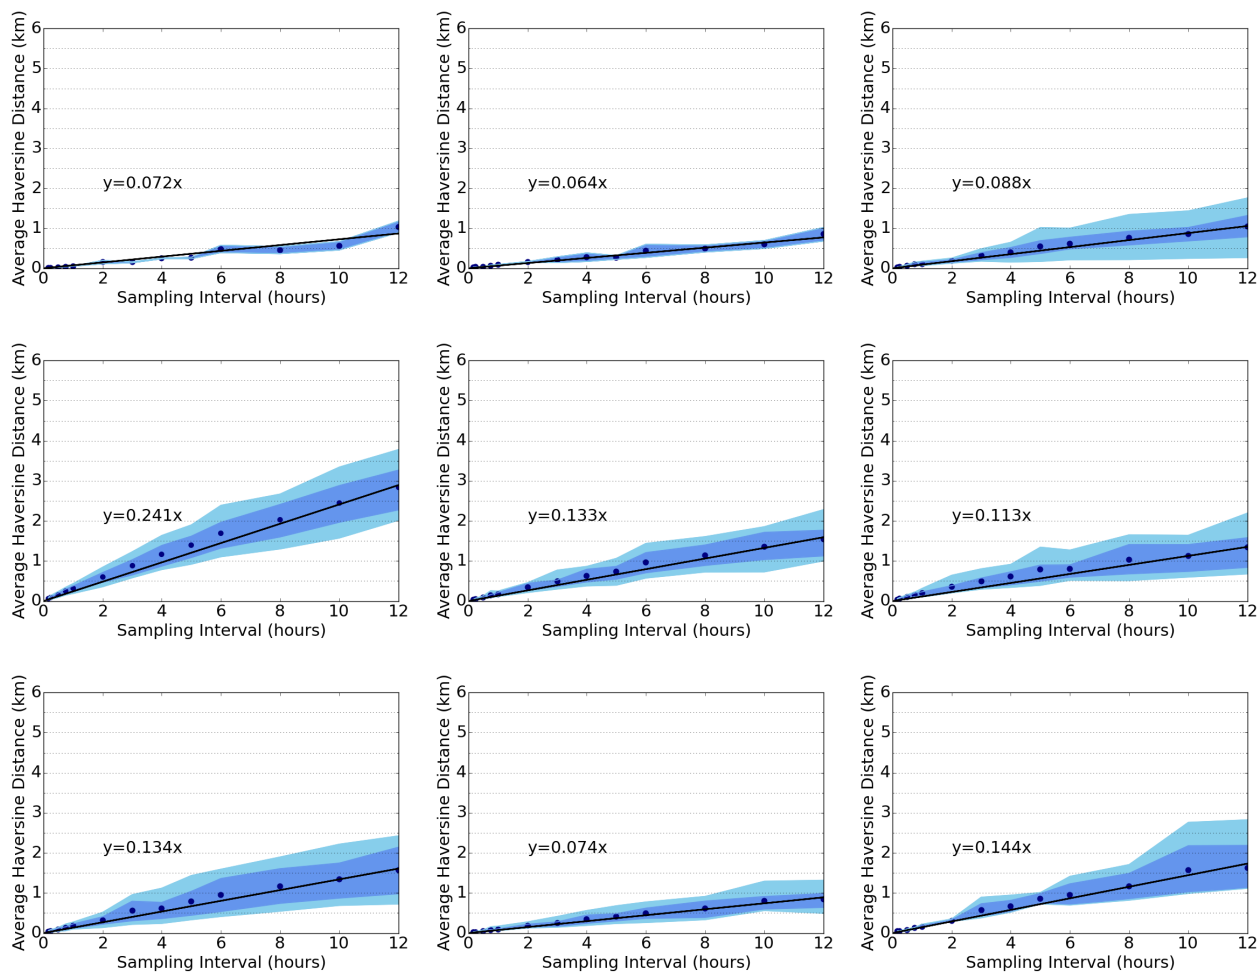 Average Haversine Distance (km)
6
5
4
3
2
1
0
y=0.072x
0 2 4 6 8 10 12
Sampling Interval (hours)
Average Haversine Distance (km)
6
5
4
3
2
1
0
y=0.064x
0 2 4 6 8 10 12
Sampling Interval (hours)
Average Haversine Distance (km)
6
5
4
3
2
1
0
y=0.088x
0 2 4 6 8 10 12
Sampling Interval (hours)
Average Haversine Distance (km)
6
5
4
3
2
1
0
y=0.241x
0 2 4 6 8 10 12
Sampling Interval (hours)
Average Haversine Distance (km)
6
5
4
3
2
1
0
y=0.133x
0 2 4 6 8 10 12
Sampling Interval (hours)
Average Haversine Distance (km)
6
5
4
3
2
1
0
y=0.113x
0 2 4 6 8 10 12
Sampling Interval (hours)
Average Haversine Distance (km)
6
5
4
3
2
1
0
y=0.134x
0 2 4 6 8 10 12
Sampling Interval (hours)
Average Haversine Distance (km)
6
5
4
3
2
1
0
y=0.074x
0 2 4 6 8 10 12
Sampling Interval (hours)
Average Haversine Distance (km)
6
5
4
3
2
1
0
y=0.144x
0 2 4 6 8 10 12
Sampling Interval (hours)